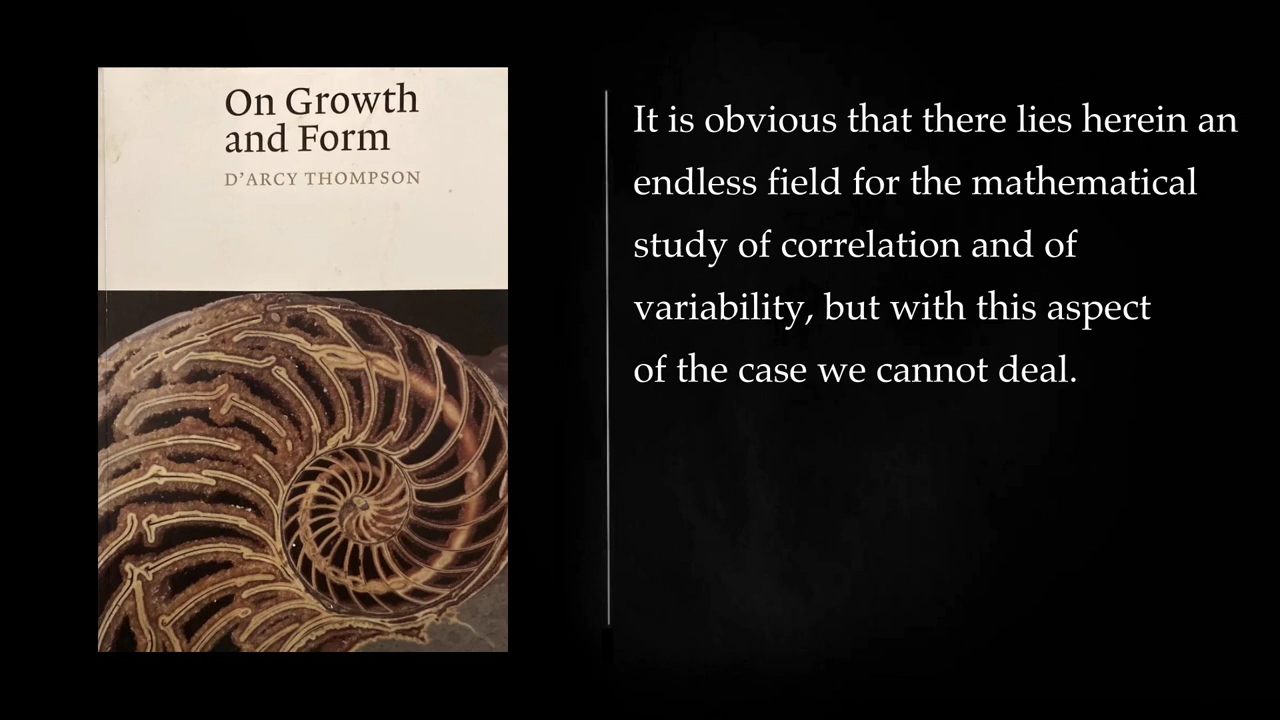 On Growth
and Form
D'ARCY THOMPSON
It is obvious that there lies herein an
endless field for the mathematical
study of correlation and of
variability, but with this aspect
of the case we cannot deal.